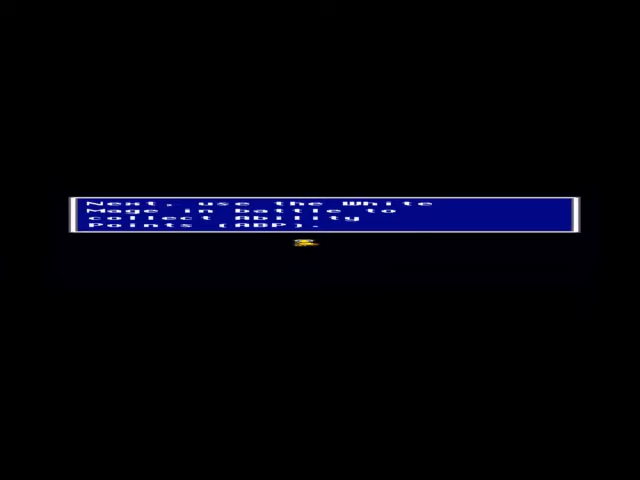 Next, use the White
Mage in battle to
collect Ability
Points (ABP).